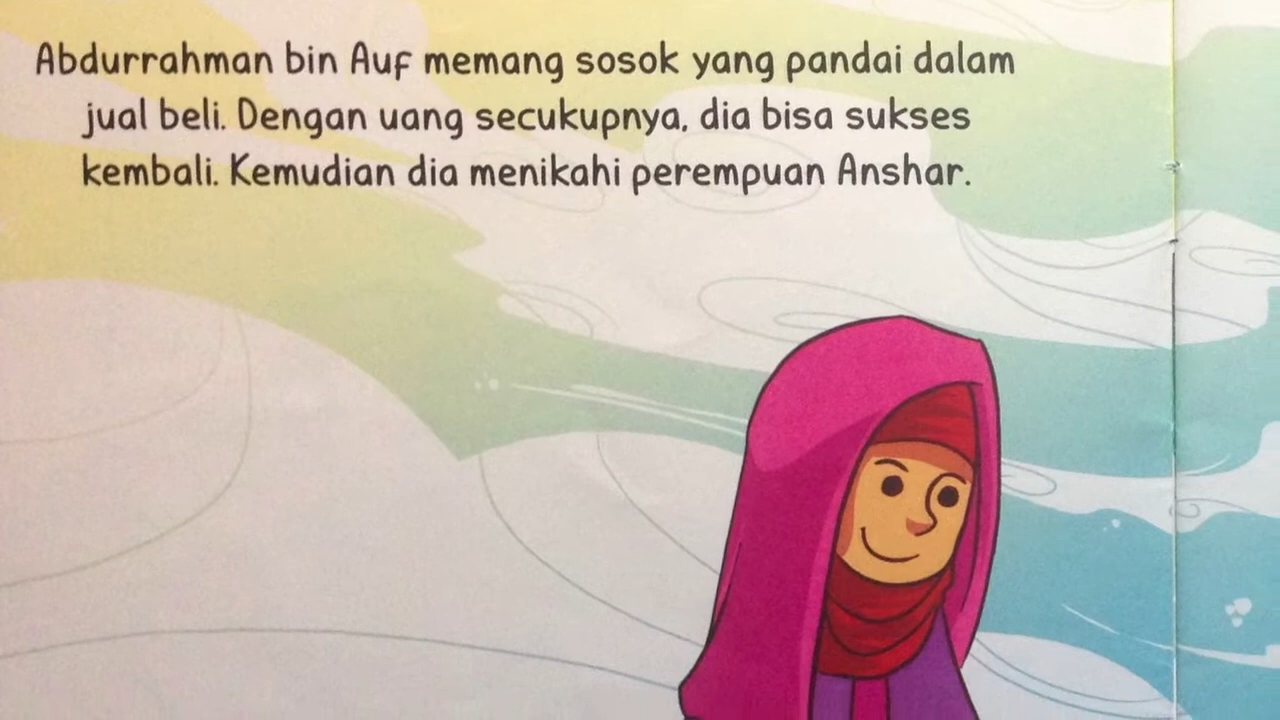 Abdurrahman bin Auf memang sosok yang pandai dalam
jual beli. Dengan uang secukupnya, dia bisa sukses
kembali. Kemudian dia menikahi perempuan Anshar.